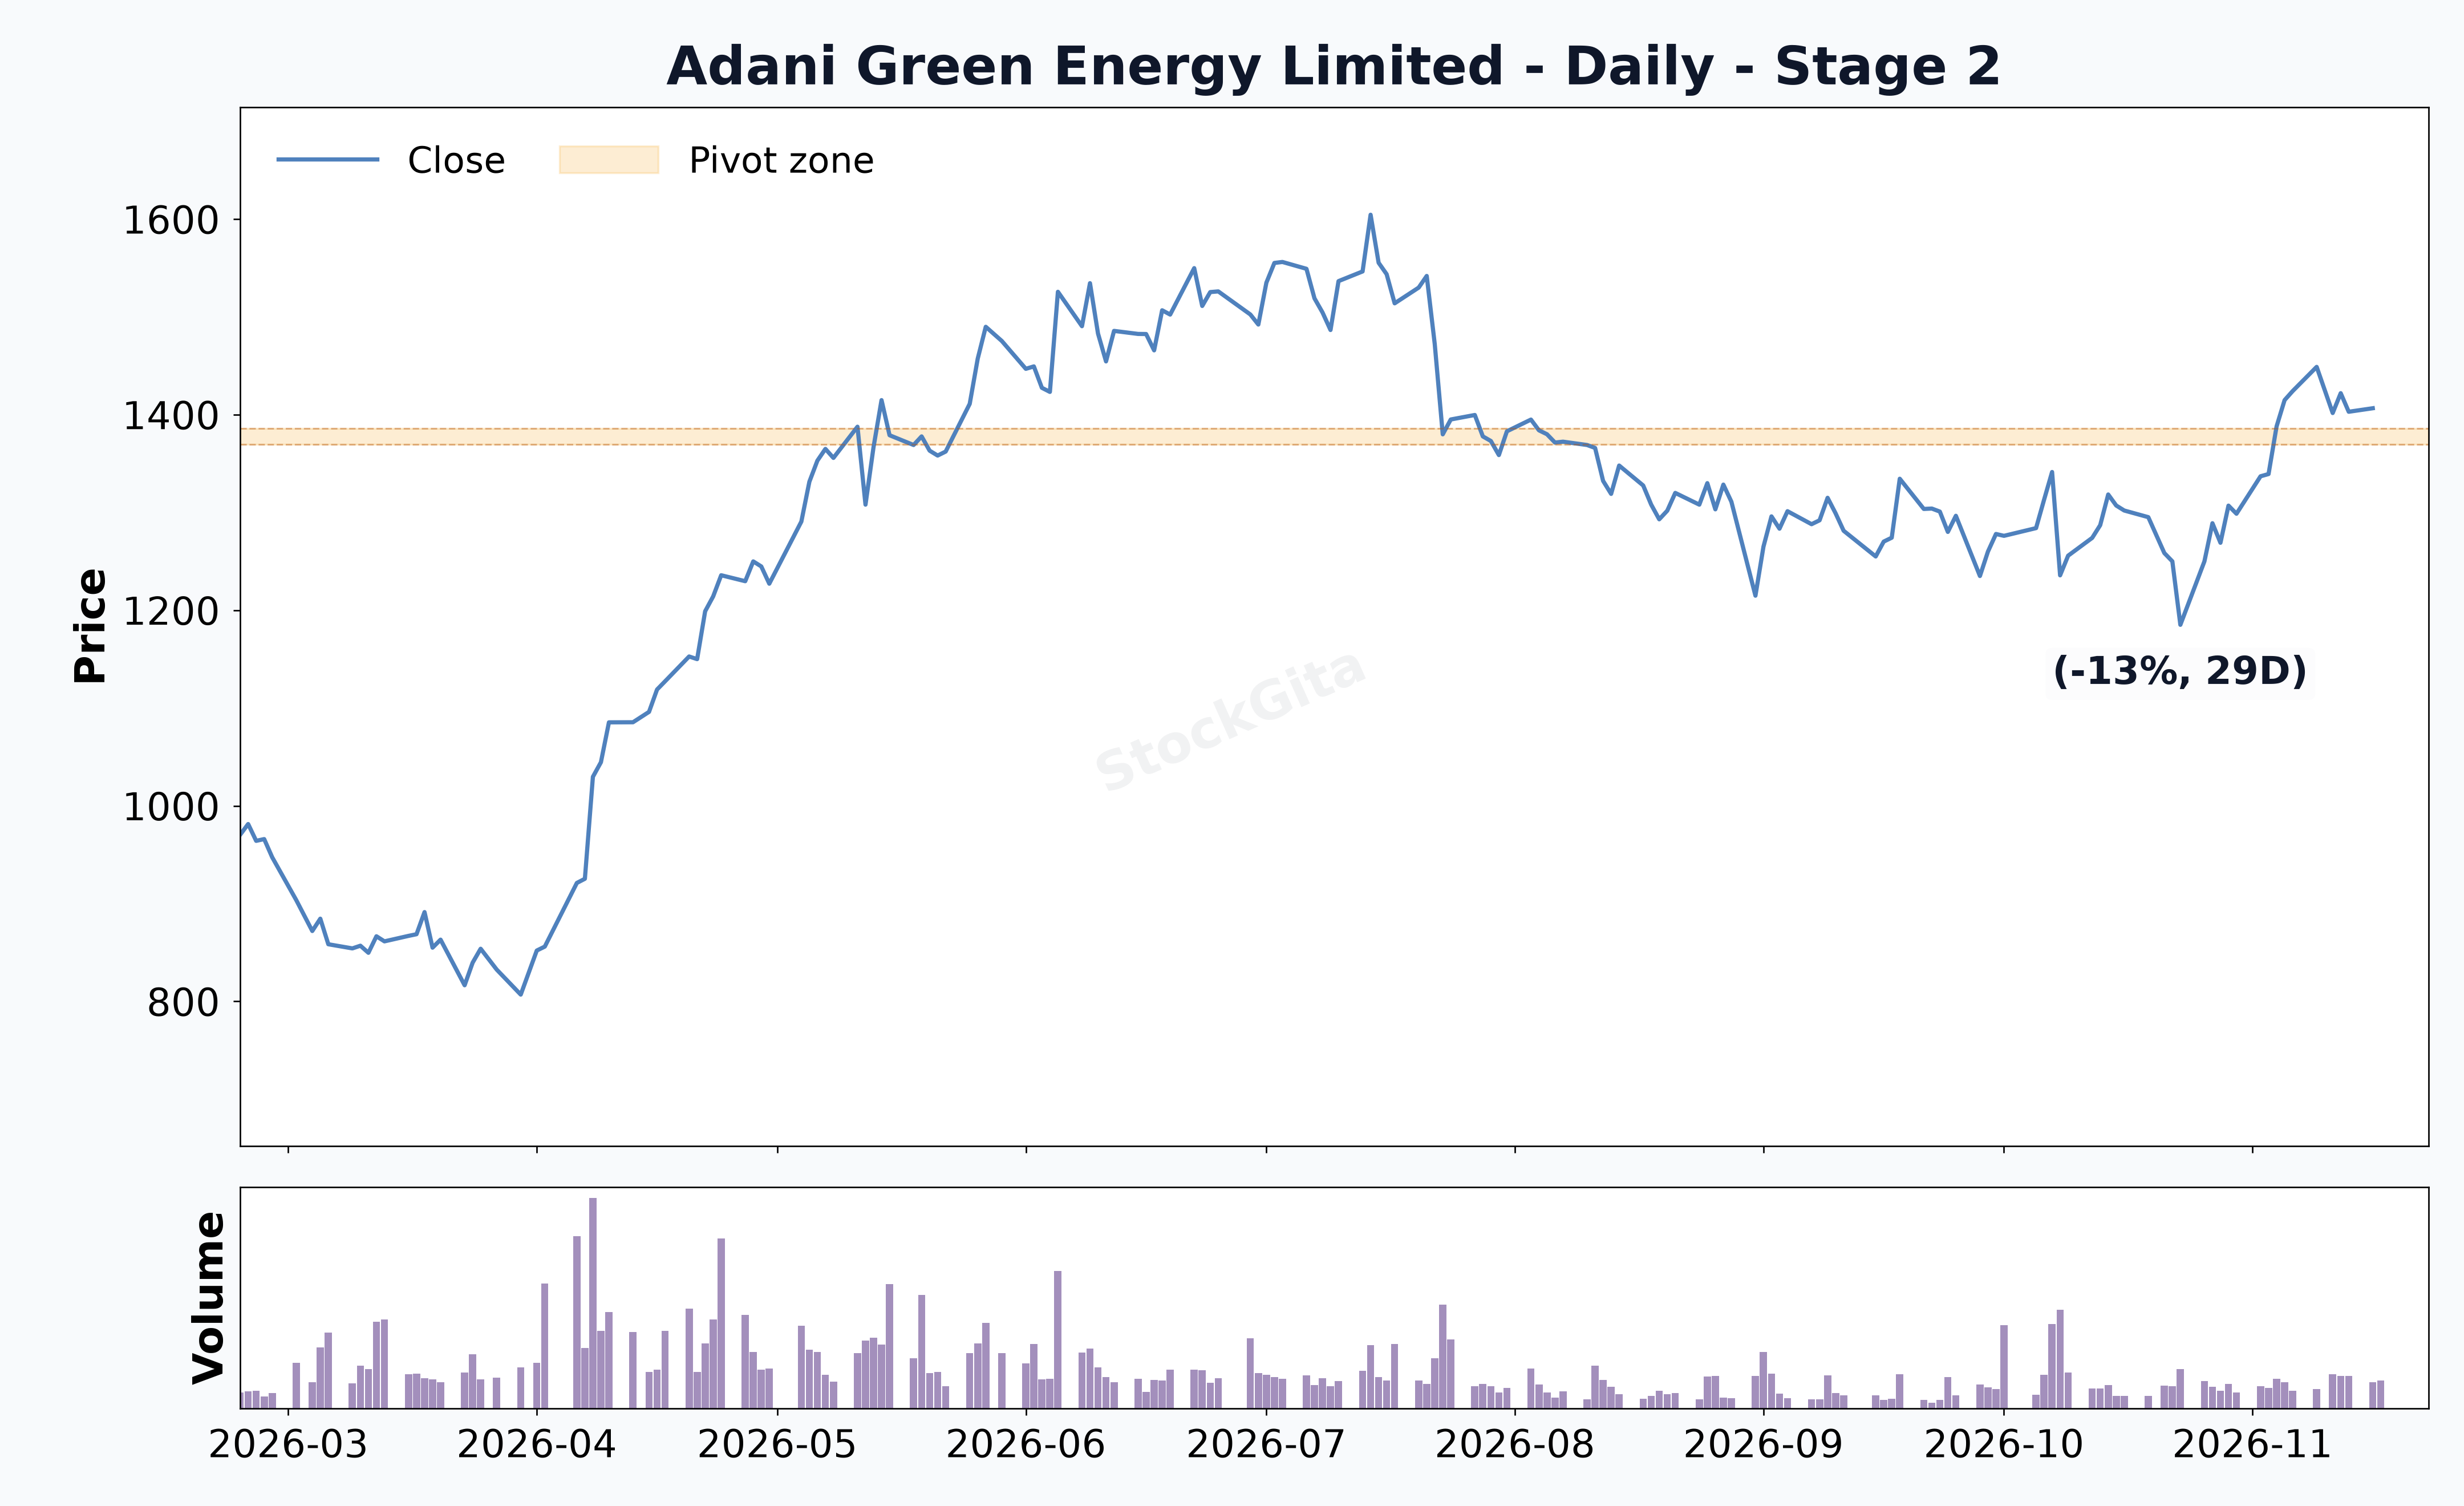 Adani Green Energy Limited - Daily - Stage 2
Close
Pivot zone
1600
1400
1200
1000
800
Price
(-13%, 29D)
StockGita
Volume
2026-03
2026-04
2026-05
2026-06
2026-07
2026-08
2026-09
2026-10
2026-11